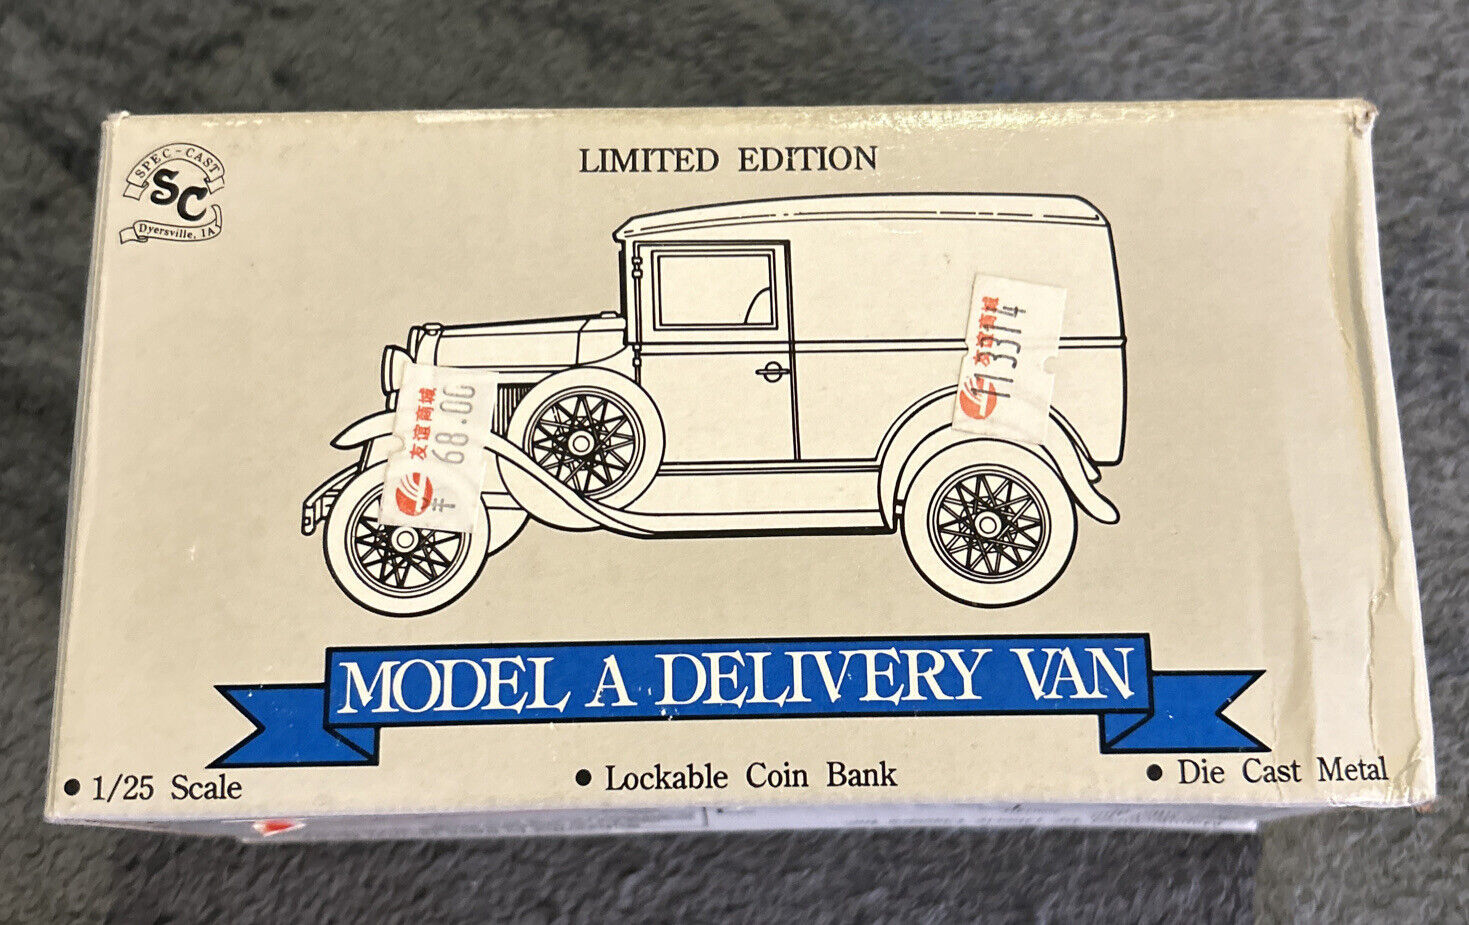 SPEC-CAST
SC
Dyersville, IA
LIMITED EDITION
友谊商城
113314
友谊商城
¥ 68.00
MODEL A DELIVERY VAN
• 1/25 Scale
• Lockable Coin Bank
• Die Cast Metal